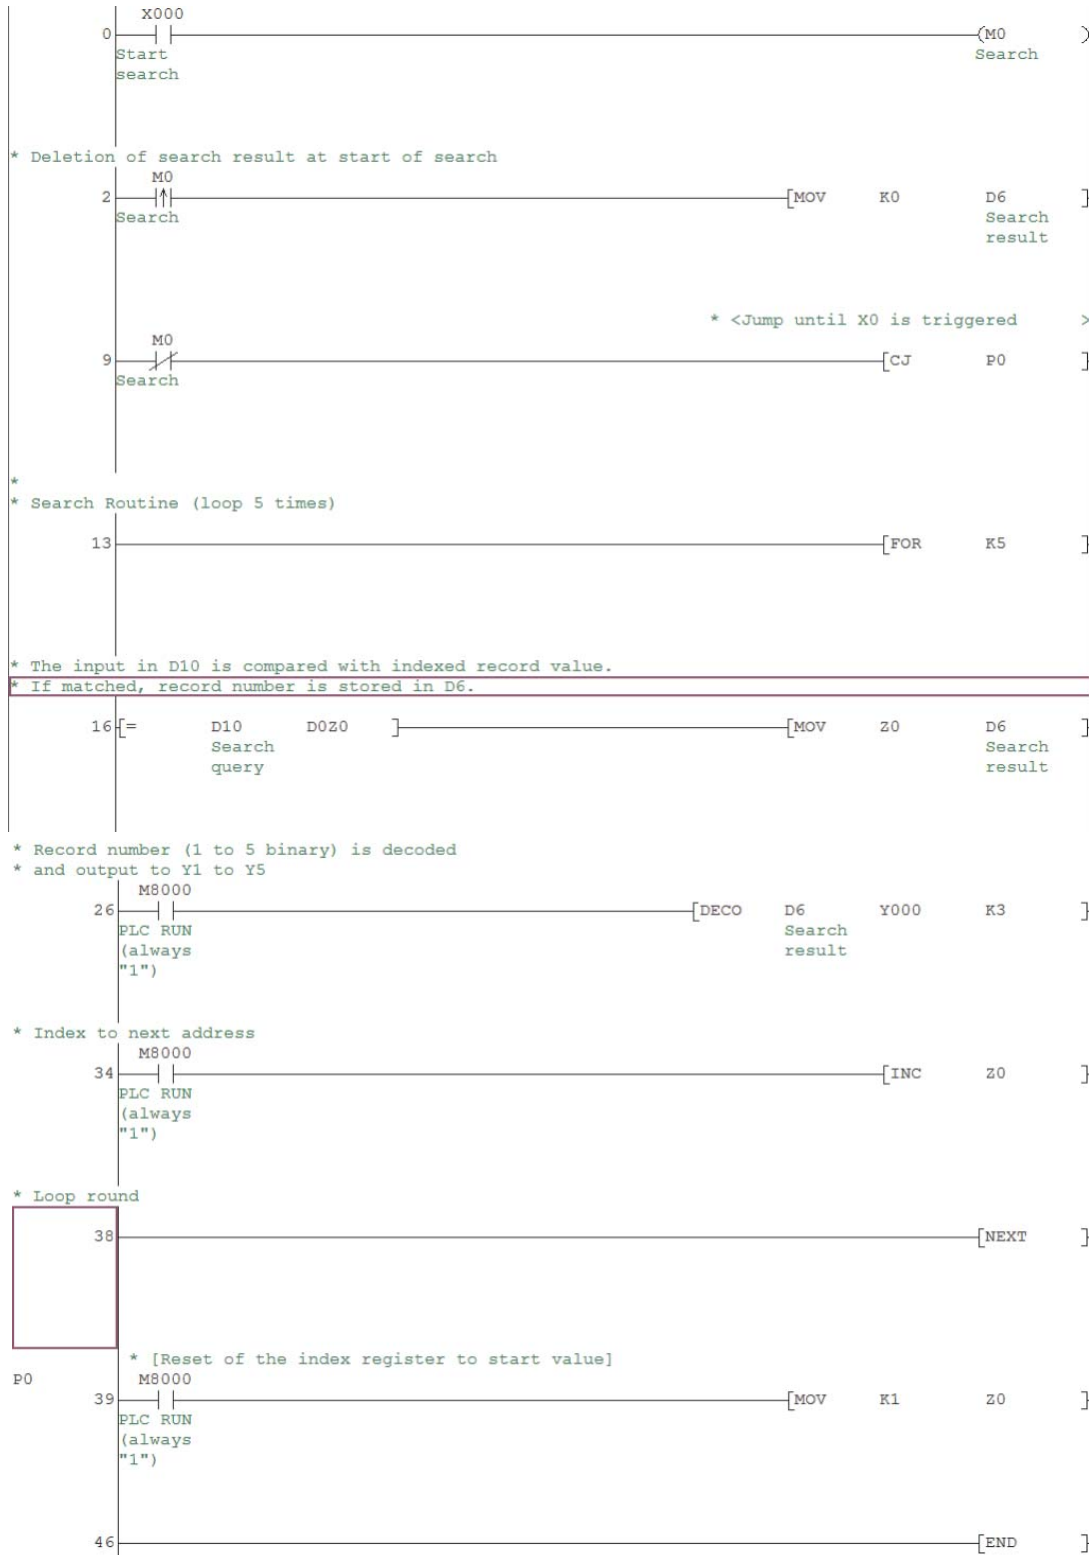 X000
0 (M0 )
Start Search
search
* Deletion of search result at start of search
M0
2 [MOV K0 D6 ]
Search Search
result
* <Jump until X0 is triggered >
M0
9 [CJ P0 ]
Search
*
* Search Routine (loop 5 times)
13 [FOR K5 ]
* The input in D10 is compared with indexed record value.
* If matched, record number is stored in D6.
16 [= D10 D0Z0 ] [MOV Z0 D6 ]
Search Search
query result
* Record number (1 to 5 binary) is decoded
* and output to Y1 to Y5
M8000
26 [DECO D6 Y000 K3 ]
PLC RUN Search
(always result
"1")
* Index to next address
M8000
34 [INC Z0 ]
PLC RUN
(always
"1")
* Loop round
38 [NEXT ]
* [Reset of the index register to start value]
P0 M8000
39 [MOV K1 Z0 ]
PLC RUN
(always
"1")
46 [END ]